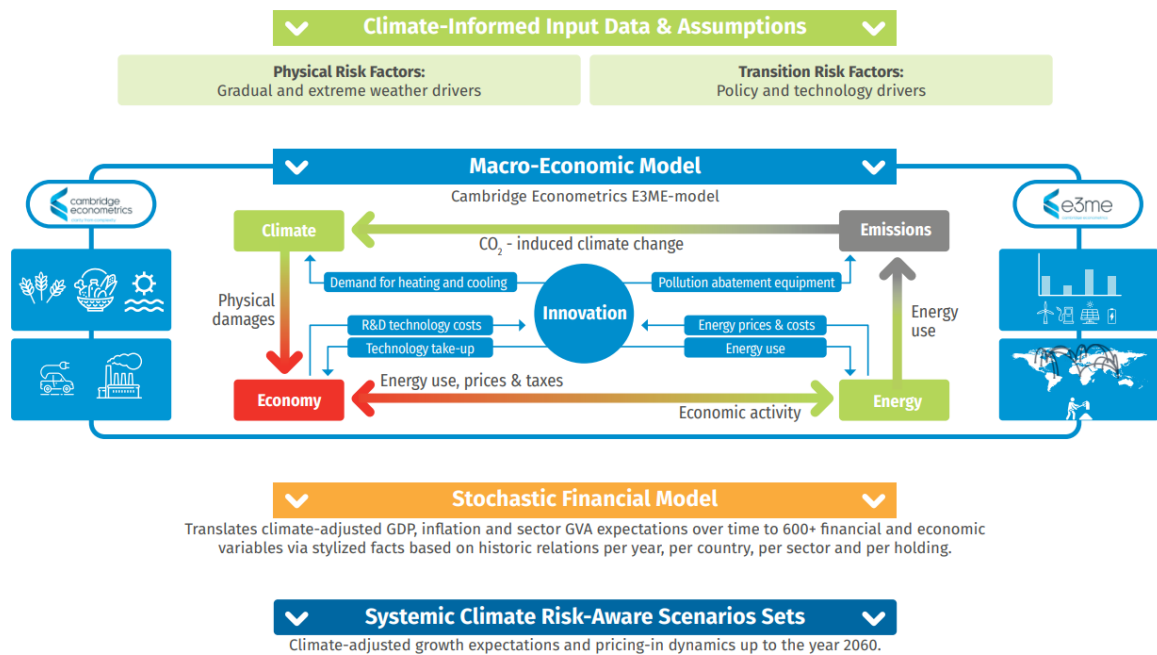 Climate-Informed Input Data & Assumptions
Physical Risk Factors:
Gradual and extreme weather drivers
Transition Risk Factors:
Policy and technology drivers
Macro-Economic Model
Cambridge Econometrics E3ME-model
cambridge
econometrics
e3me
Climate
CO2 - induced climate change
Emissions
Demand for heating and cooling
Pollution abatement equipment
Physical
damages
Innovation
Energy
use
R&D technology costs
Energy prices & costs
Technology take-up
Energy use
Economy
Energy use, prices & taxes
Economic activity
Energy
Stochastic Financial Model
Translates climate-adjusted GDP, inflation and sector GVA expectations over time to 600+ financial and economic
variables via stylized facts based on historic relations per year, per country, per sector and per holding.
Systemic Climate Risk-Aware Scenarios Sets
Climate-adjusted growth expectations and pricing-in dynamics up to the year 2060.